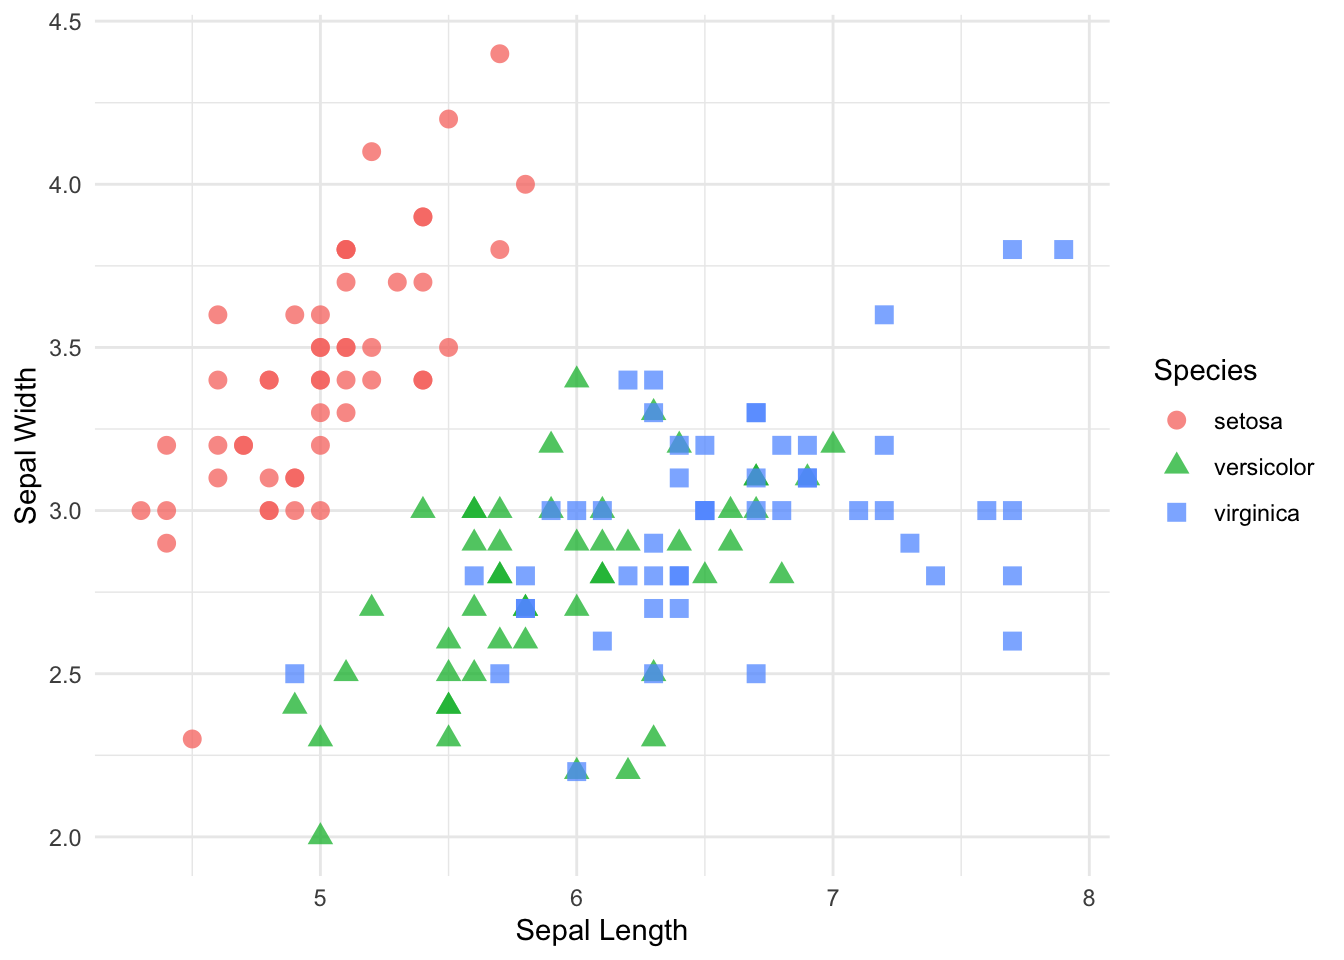 4.5
4.0
3.5
3.0
2.5
2.0
Sepal Width
5 6 7 8
Sepal Length
Species
setosa
versicolor
virginica